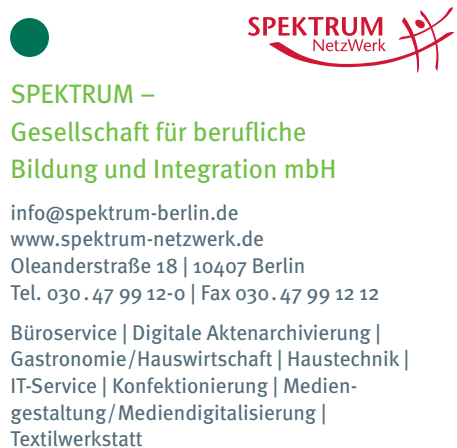 SPEKTRUM
NetzWerk
SPEKTRUM –
Gesellschaft für berufliche
Bildung und Integration mbH
info@spektrum-berlin.de
www.spektrum-netzwerk.de
Oleanderstraße 18 | 10407 Berlin
Tel. 030 . 47 99 12-0 | Fax 030 . 47 99 12 12
Büroservice | Digitale Aktenarchivierung |
Gastronomie/Hauswirtschaft | Haustechnik |
IT-Service | Konfektionierung | Medien-
gestaltung/Mediendigitalisierung |
Textilwerkstatt